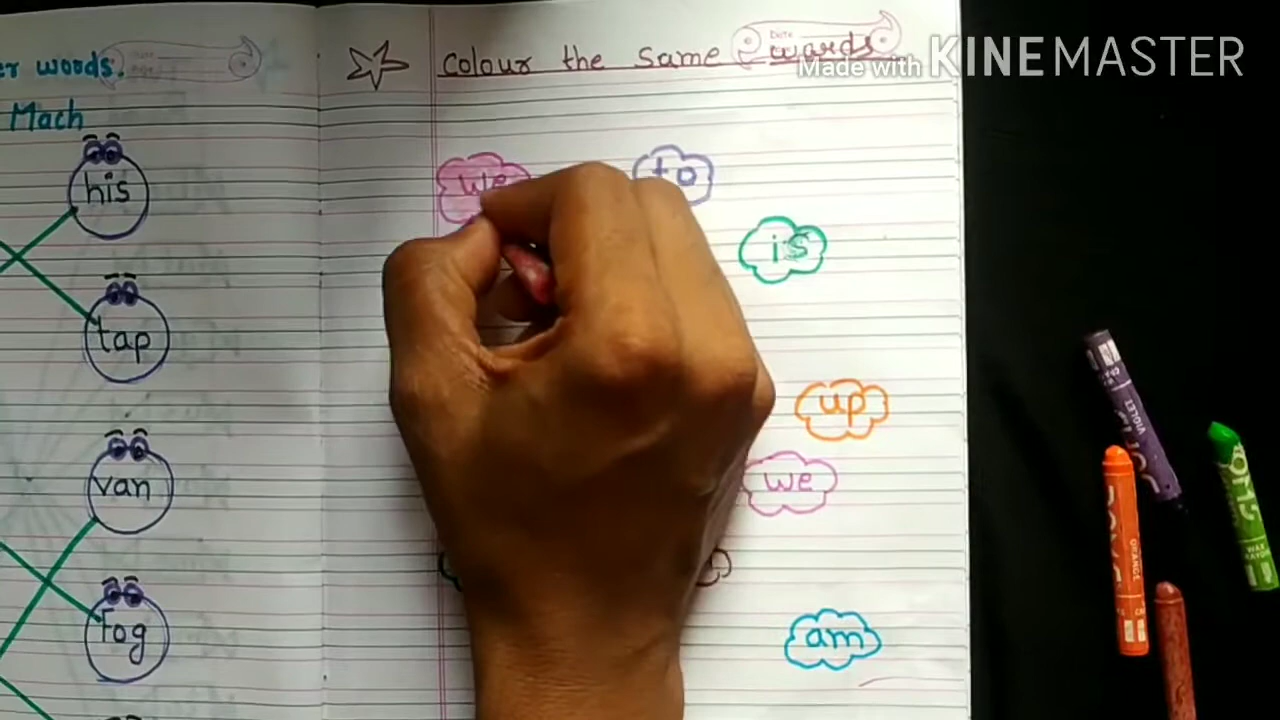 er words.
Mach
his
tap
van
Fog
colour the same words
we
to
is
up
we
am
Made with KINEMASTER
VIOLET
ORANGE